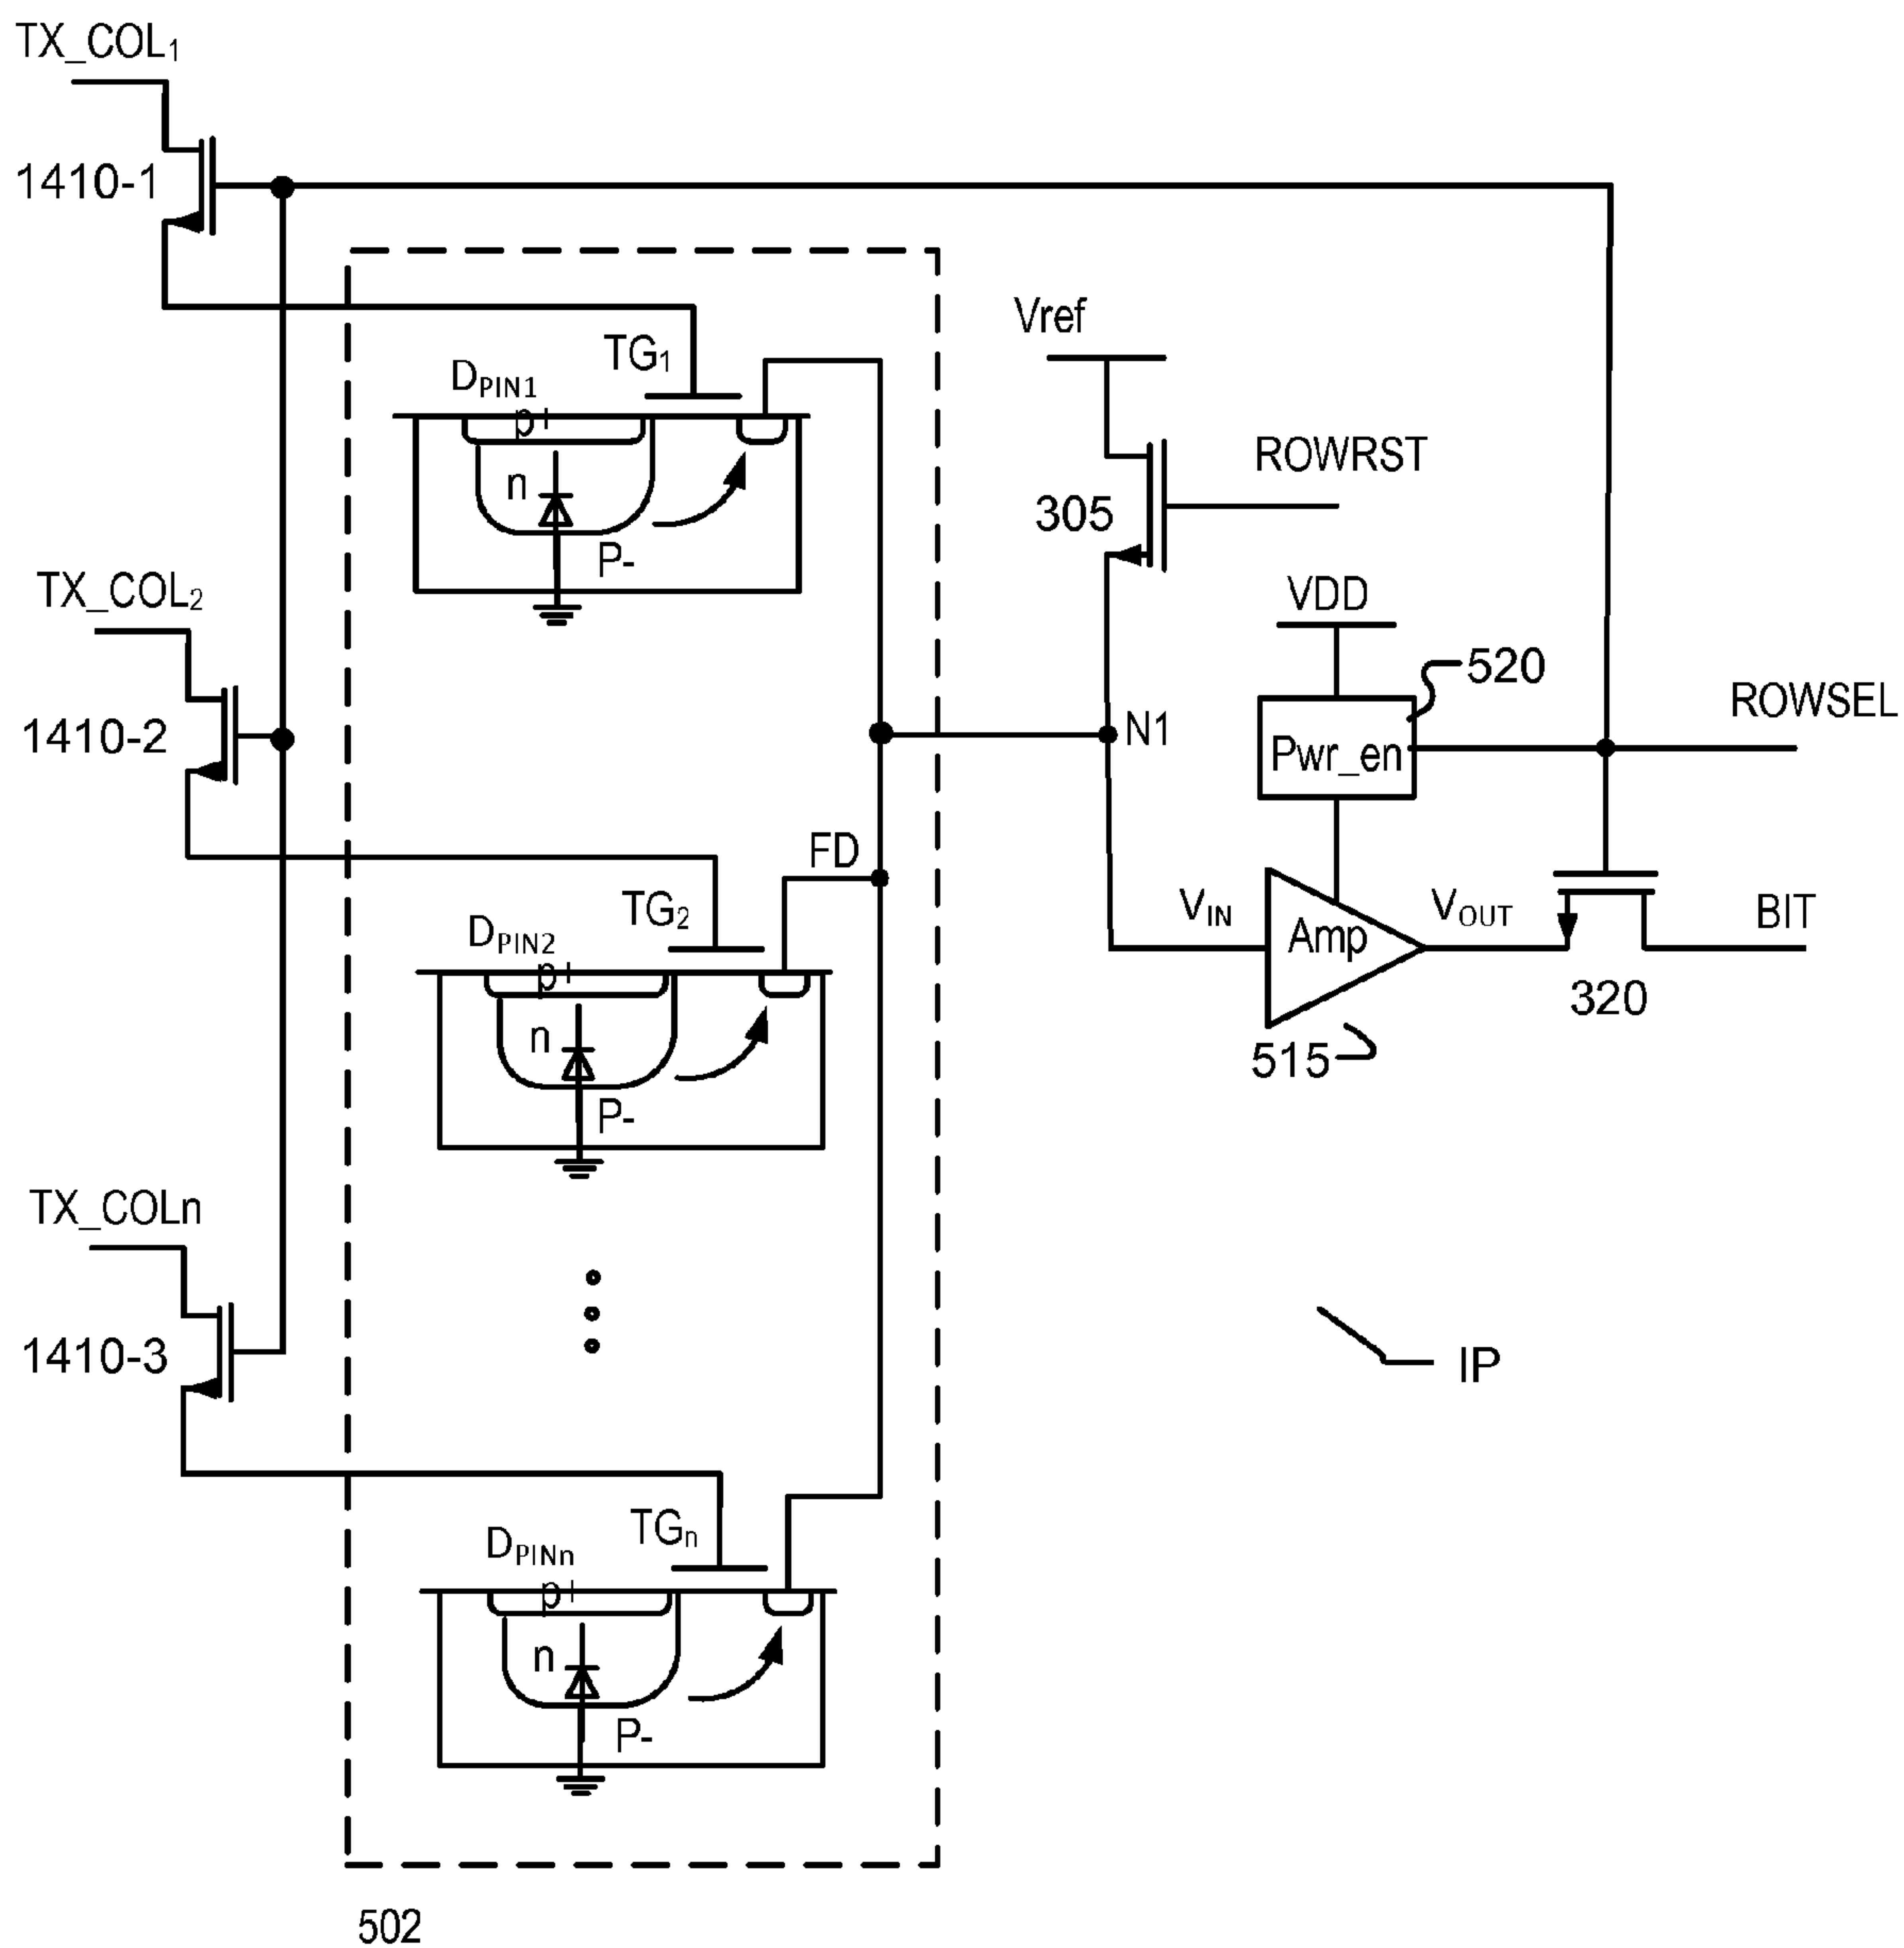 TX_COL1
1410-1
Vref
TG1
DPIN1
p+
ROWRST
n
305
P-
TX_COL2
VDD
520
ROWSEL
1410-2
N1
Pwr_en
FD
TG2
VIN
Amp
VOUT
BIT
DPIN2
p+
320
n
515
P-
TX_COLn
1410-3
IP
TGn
DPINn
p+
n
P-
502